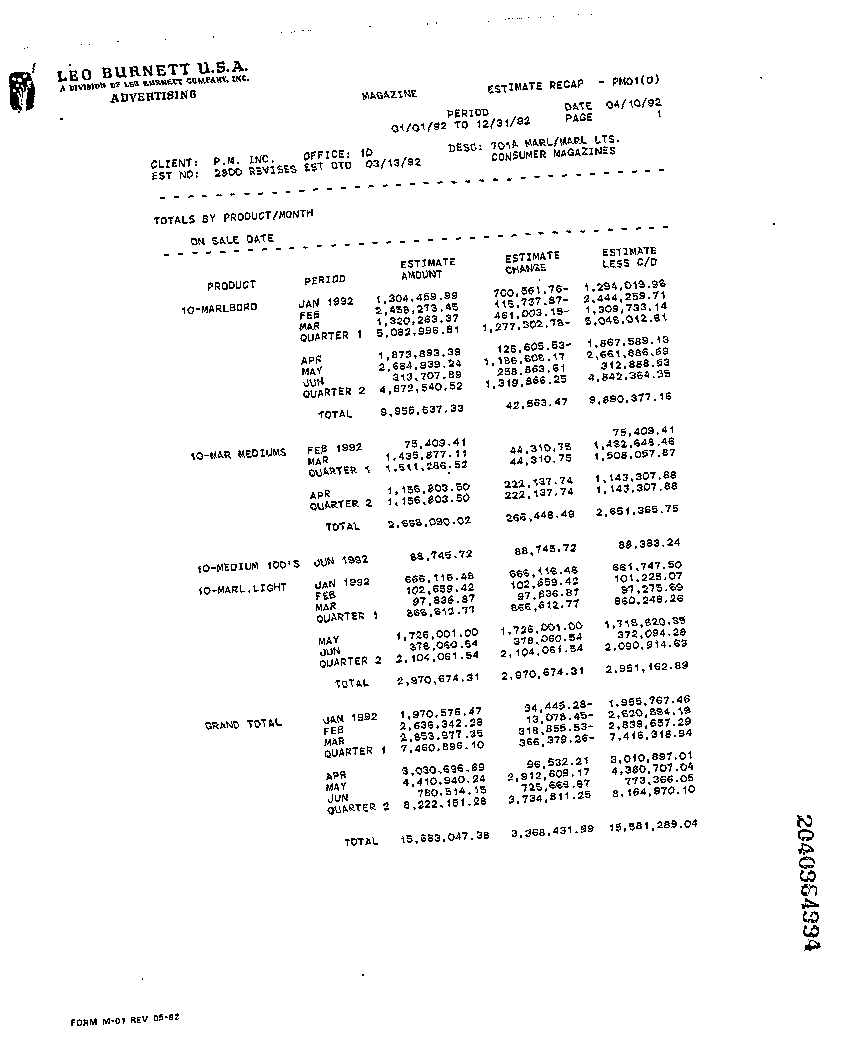 LEO BURNETT U.S.A.
A DIVISION OF LEO BURNETT COMPANY, INC.
ADVERTISING
MAGAZINE ESTIMATE RECAP - PM01(0)
PERIOD DATE 04/10/92
01/01/92 TO 12/31/92 PAGE 1
CLIENT: P.M. INC. OFFICE: 10 DESC: 701A MARL/MARL LTS.
EST NO: 2900 REVISES EST DTD 03/13/92 CONSUMER MAGAZINES
TOTALS BY PRODUCT/MONTH
ON SALE DATE
PRODUCT PERIOD ESTIMATE AMOUNT ESTIMATE CHANGE ESTIMATE LESS C/D
10-MARLBORO JAN 1992 1,304,459.99 700,561.76- 1,294,019.96
FEB 2,458,273.45 115,737.87- 2,444,259.71
MAR 1,320,263.37 461,003.15- 1,309,733.14
QUARTER 1 5,082,996.81 1,277,302.78- 5,048,012.81
APR 1,873,893.39 125,605.53- 1,867,589.13
MAY 2,684,939.24 1,186,608.17 2,661,886.69
JUN 313,707.89 258,863.61 312,888.53
QUARTER 2 4,872,540.52 1,319,866.25 4,842,364.35
TOTAL 9,955,537.33 42,563.47 9,890,377.16
10-MAR MEDIUMS FEB 1992 75,409.41 75,409.41
MAR 1,435,877.11 44,310.75 1,432,648.46
QUARTER 1 1,511,286.52 44,310.75 1,508,057.87
APR 1,156,803.50 222,137.74 1,143,307.88
QUARTER 2 1,156,803.50 222,137.74 1,143,307.88
TOTAL 2,668,090.02 266,448.49 2,651,365.75
10-MEDIUM 100'S JUN 1992 88,745.72 88,745.72 88,383.24
10-MARL.LIGHT JAN 1992 666,116.48 666,116.48 661,747.50
FEB 102,659.42 102,659.42 101,225.07
MAR 97,836.87 97,836.87 97,275.69
QUARTER 1 866,612.77 866,612.77 860,248.26
MAY 1,726,001.00 1,726,001.00 1,718,820.35
JUN 378,060.54 378,060.54 372,094.28
QUARTER 2 2,104,061.54 2,104,061.54 2,090,914.63
TOTAL 2,970,674.31 2,970,674.31 2,951,162.89
GRAND TOTAL JAN 1992 1,970,576.47 34,445.28- 1,955,767.46
FEB 2,636,342.28 13,078.45- 2,620,894.19
MAR 2,853,977.35 318,855.53- 2,839,657.29
QUARTER 1 7,460,896.10 366,379.26- 7,416,318.94
APR 3,030,696.89 96,532.21 3,010,897.01
MAY 4,410,940.24 2,912,609.17 4,380,707.04
JUN 780,514.15 725,669.87 773,366.05
QUARTER 2 8,222,151.28 3,734,811.25 8,164,970.10
TOTAL 15,683,047.38 3,368,431.99 15,581,289.04
2040364994
FORM M-01 REV 05-82